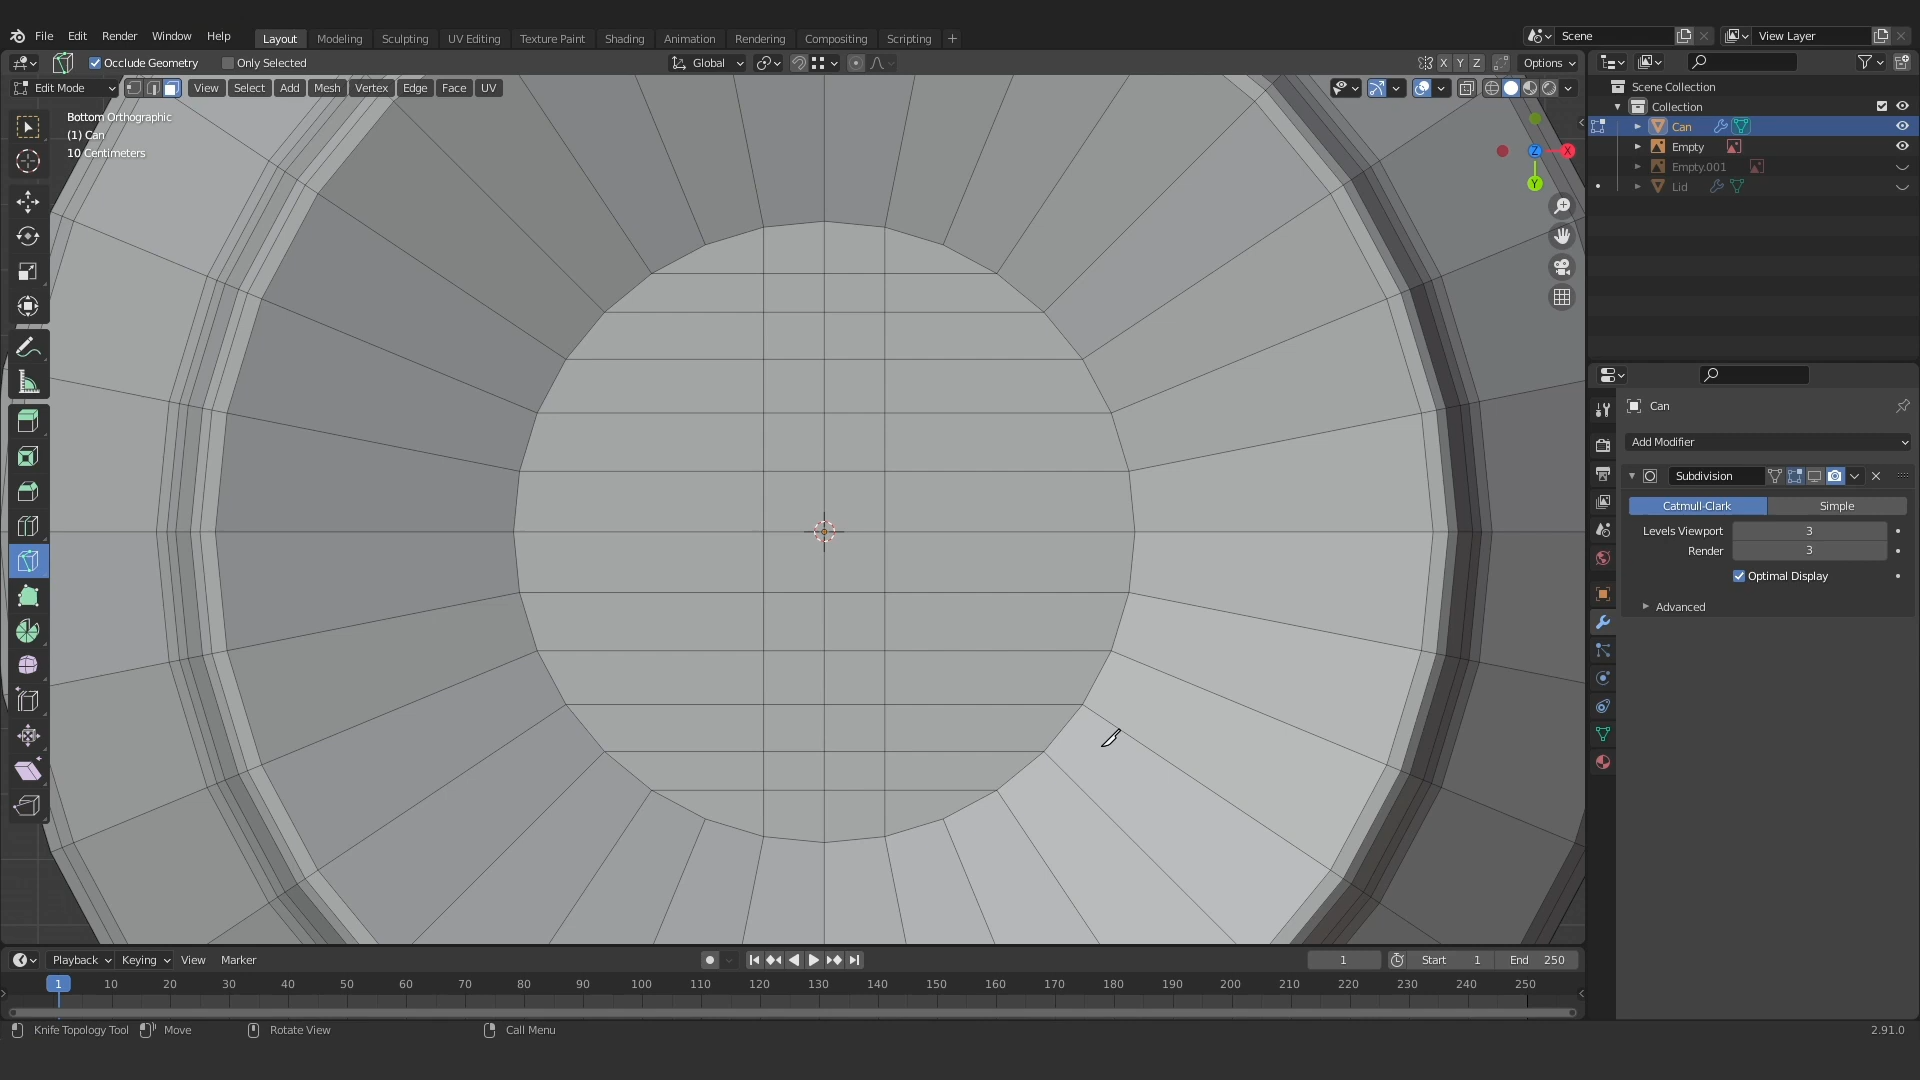 File Edit Render Window Help Layout Modeling Sculpting UV Editing Texture Paint Shading Animation Rendering Compositing Scripting + Scene View Layer
Occlude Geometry Only Selected Global X Y Z Options
Edit Mode View Select Add Mesh Vertex Edge Face UV
Bottom Orthographic
(1) Can
10 Centimeters
Z X
Y
Scene Collection
Collection
Can
Empty
Empty.001
Lid
Can
Add Modifier
Subdivision
Catmull-Clark Simple
Levels Viewport 3
Render 3
Optimal Display
Advanced
Playback Keying View Marker 1 Start 1 End 250
1 10 20 30 40 50 60 70 80 90 100 110 120 130 140 150 160 170 180 190 200 210 220 230 240 250
Knife Topology Tool Move Rotate View Call Menu 2.91.0